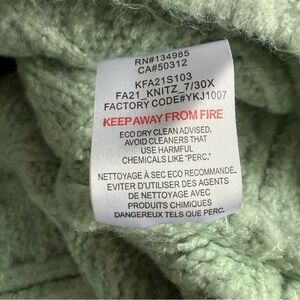 RN#134985
CA#50312
KFA21S103
FA21_KNITZ_7/30X
FACTORY CODE#YKJ1007
KEEP AWAY FROM FIRE
ECO DRY CLEAN ADVISED.
AVOID CLEANERS THAT
USE HARMFUL
CHEMICALS LIKE "PERC."
NETTOYAGE À SEC ECO RECOMMANDÉ.
EVITER D'UTILISER DES AGENTS
DE NETTOYAGE AVEC
PRODUITS CHIMIQUES
DANGEREUX TELS QUE PERC.